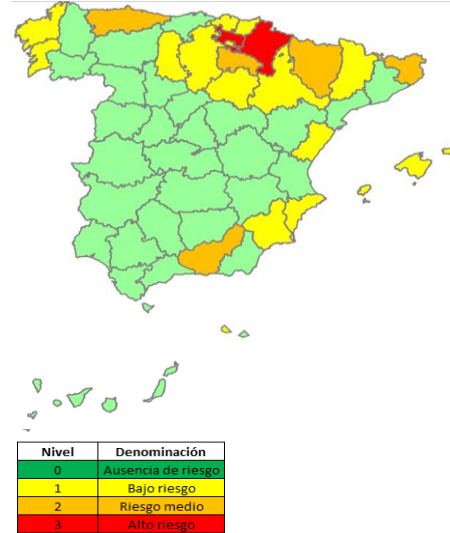 Nivel Denominación
0 Ausencia de riesgo
1 Bajo riesgo
2 Riesgo medio
3 Alto riesgo